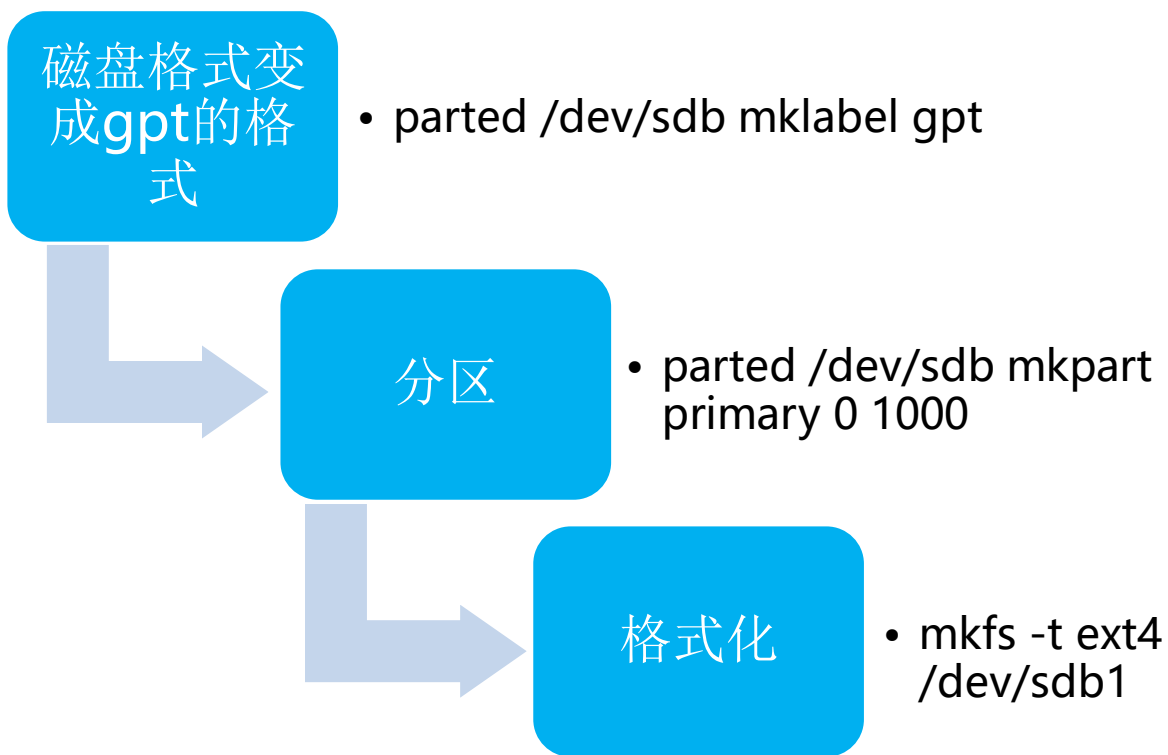 磁盘格式变
成gpt的格
式
• parted /dev/sdb mklabel gpt
分区
• parted /dev/sdb mkpart
primary 0 1000
格式化
• mkfs -t ext4
/dev/sdb1